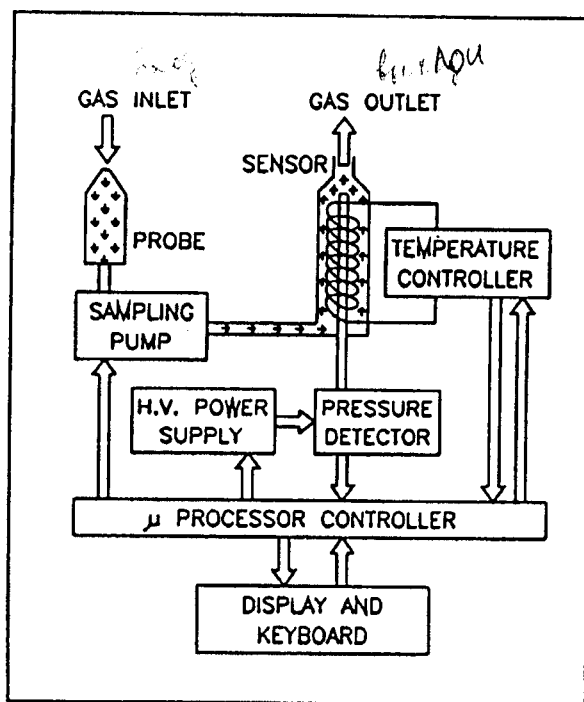 GAS INLET
GAS OUTLET
SENSOR
PROBE
TEMPERATURE
CONTROLLER
SAMPLING
PUMP
H.V. POWER
SUPPLY
PRESSURE
DETECTOR
μ PROCESSOR CONTROLLER
DISPLAY AND
KEYBOARD